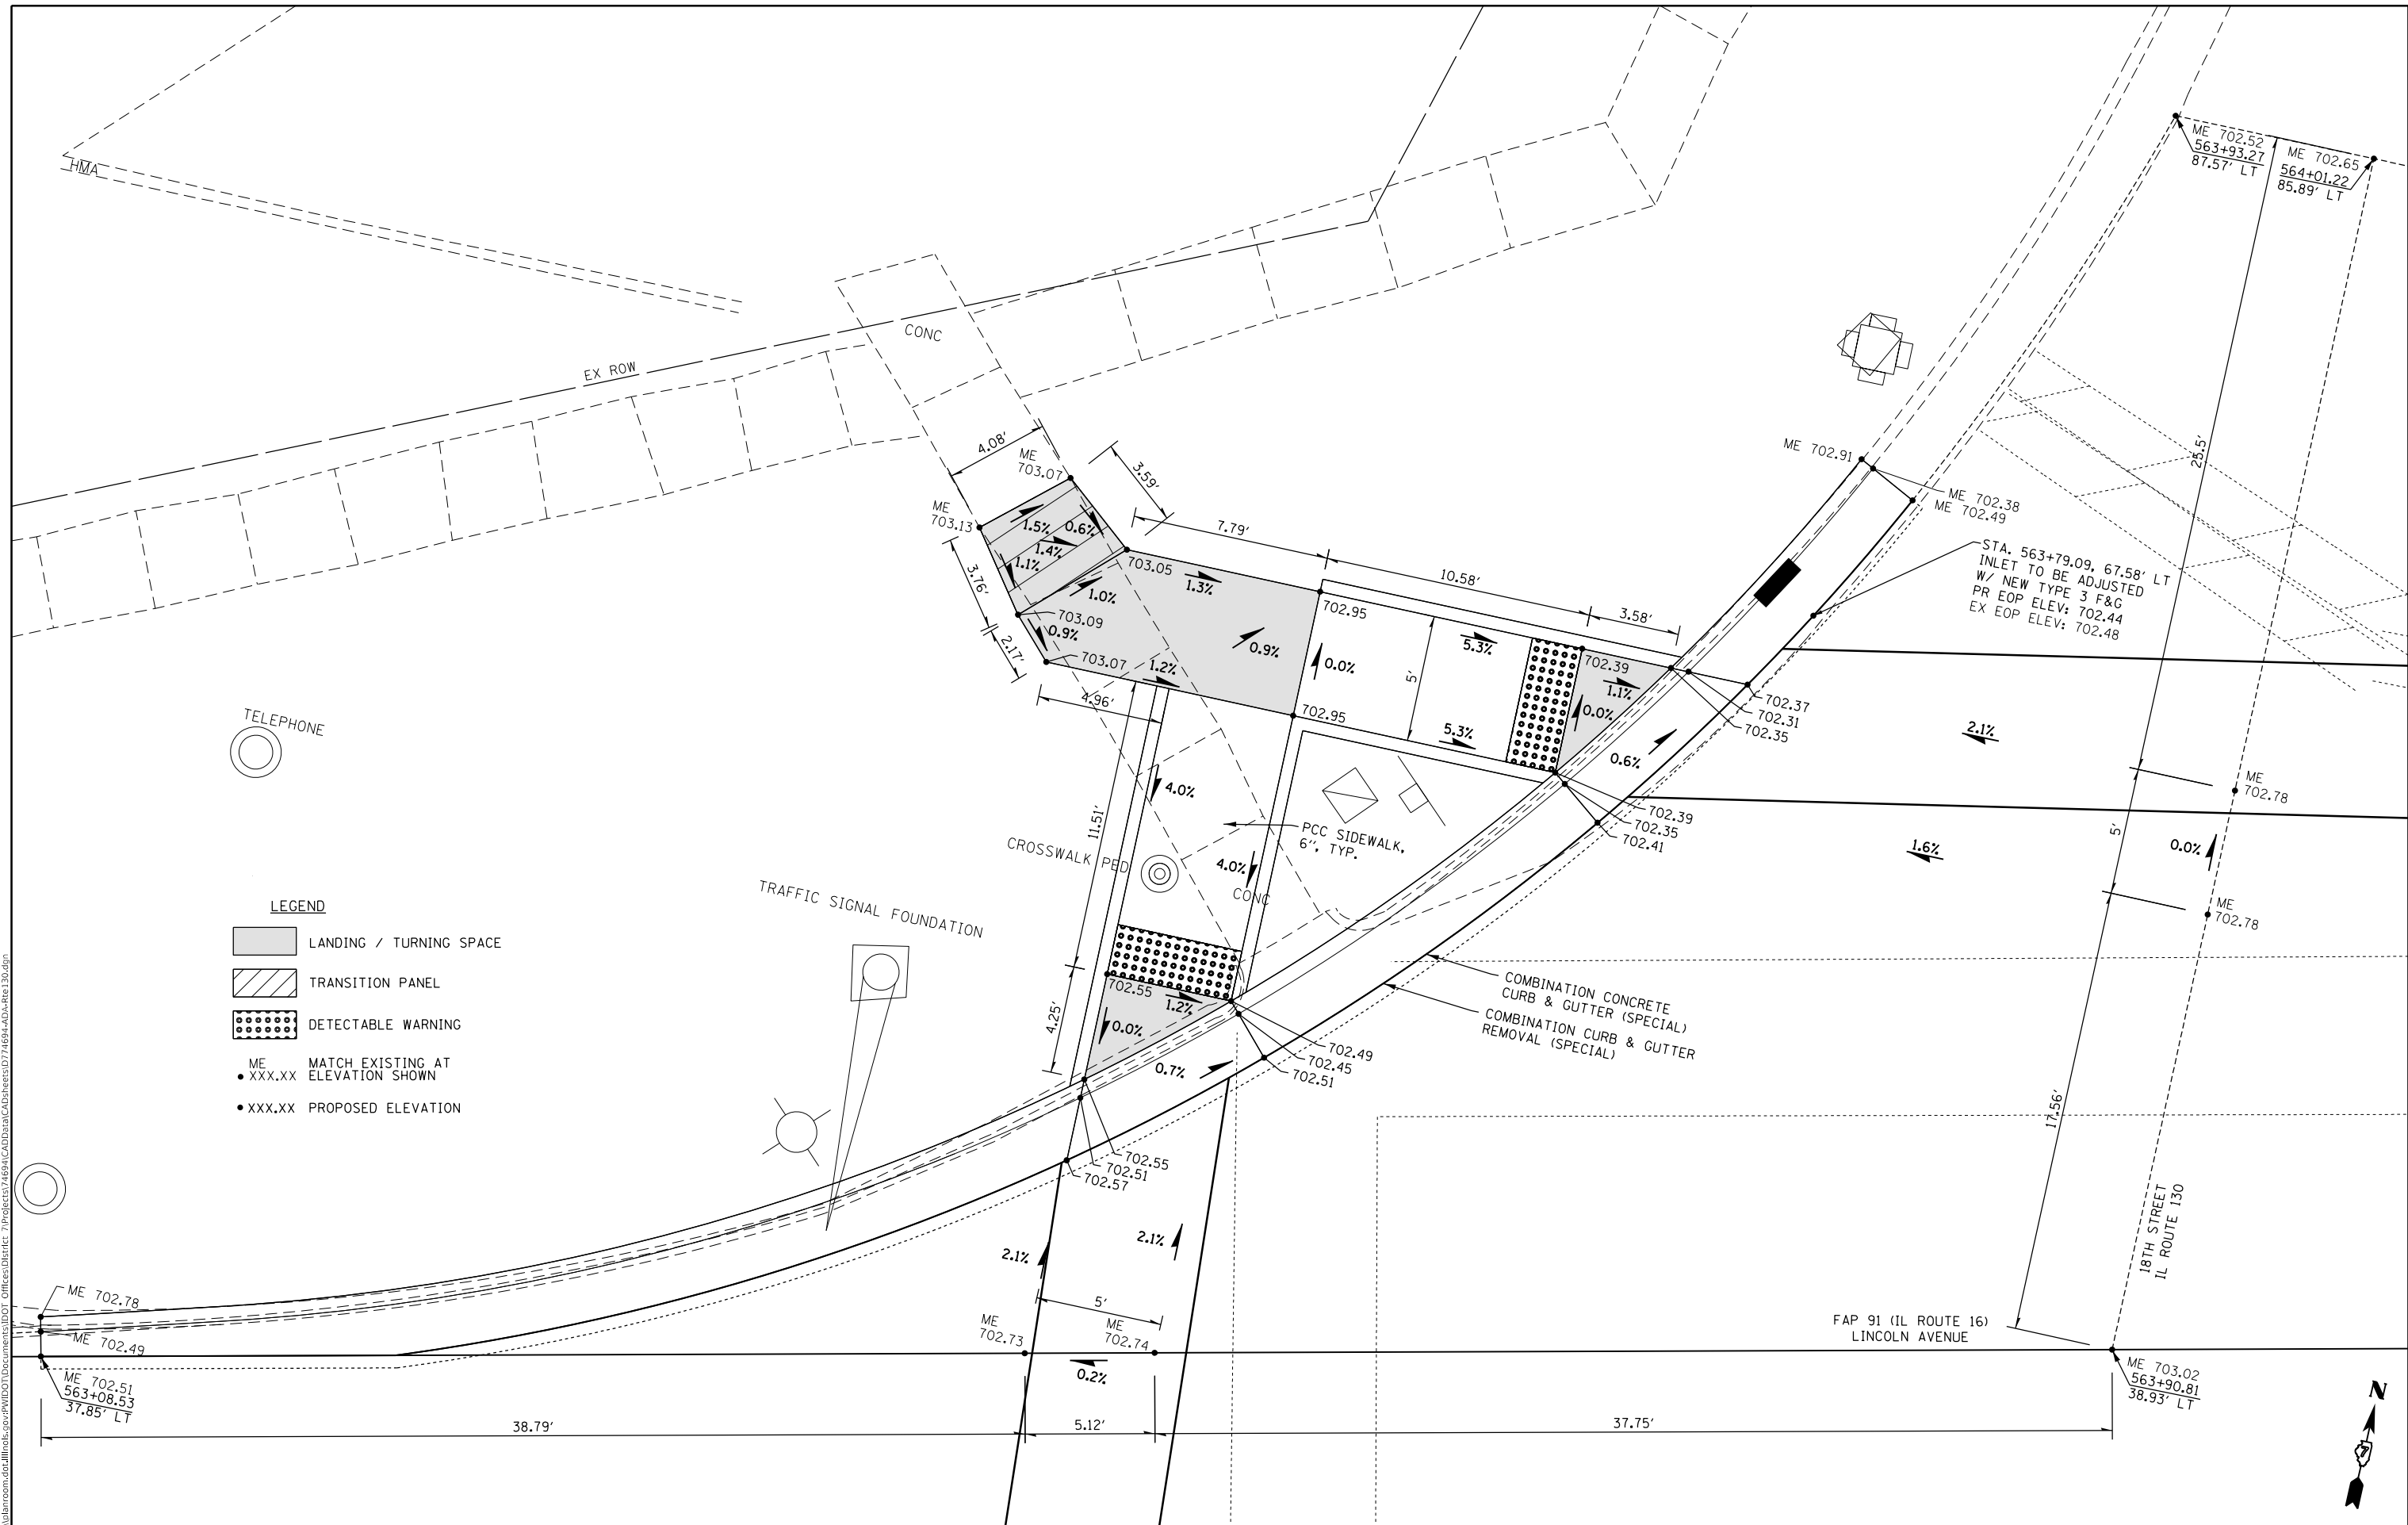 HMA
EX ROW
CONC
ME 702.52
563+93.27
87.57' LT
ME 702.65
564+01.22
85.89' LT
25.5'
4.08'
ME
703.07
3.59'
ME
703.13
1.5%
0.6%
1.4%
1.1%
3.76'
7.79'
703.05
1.3%
1.0%
10.58'
3.58'
703.09
0.9%
2.17'
703.07
1.2%
4.96'
0.9%
702.95
0.0%
702.95
5.3%
5'
5.3%
702.39
1.1%
0.0%
ME 702.91
ME 702.38
ME 702.49
STA. 563+79.09, 67.58' LT
INLET TO BE ADJUSTED
W/ NEW TYPE 3 F&G
PR EOP ELEV: 702.44
EX EOP ELEV: 702.48
702.37
702.31
702.35
0.6%
702.39
702.35
702.41
2.1%
1.6%
ME
702.78
5'
0.0%
ME
702.78
TELEPHONE
11.51'
4.0%
4.0%
PCC SIDEWALK,
6", TYP.
CROSSWALK PED
CONC
TRAFFIC SIGNAL FOUNDATION
LEGEND
LANDING / TURNING SPACE
TRANSITION PANEL
DETECTABLE WARNING
ME MATCH EXISTING AT
XXX.XX ELEVATION SHOWN
XXX.XX PROPOSED ELEVATION
702.55
1.2%
4.25'
0.0%
COMBINATION CONCRETE
CURB & GUTTER (SPECIAL)
COMBINATION CURB & GUTTER
REMOVAL (SPECIAL)
702.49
702.45
702.51
0.7%
702.55
702.51
702.57
17.56'
18TH STREET
IL ROUTE 130
2.1%
2.1%
5'
ME
702.73
ME
702.74
0.2%
ME 702.78
ME 702.49
ME 702.51
563+08.53
37.85' LT
FAP 91 (IL ROUTE 16)
LINCOLN AVENUE
ME 703.02
563+90.81
38.93' LT
38.79'
5.12'
37.75'
N
7